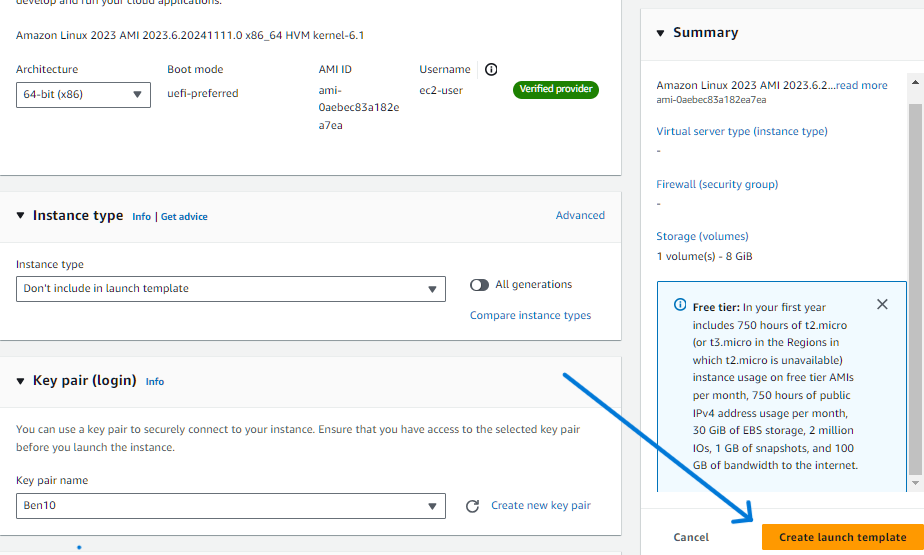 develop and run your cloud applications.
Amazon Linux 2023 AMI 2023.6.20241111.0 x86_64 HVM kernel-6.1
Architecture
Boot mode
AMI ID
Username
64-bit (x86)
uefi-preferred
ami-
0aebec83a182e
a7ea
ec2-user
Verified provider
Instance type
Info | Get advice
Advanced
Instance type
Don't include in launch template
All generations
Compare instance types
Key pair (login)
Info
You can use a key pair to securely connect to your instance. Ensure that you have access to the selected key pair
before you launch the instance.
Key pair name
Ben10
Create new key pair
Summary
Amazon Linux 2023 AMI 2023.6.2...read more
ami-0aebec83a182ea7ea
Virtual server type (instance type)
-
Firewall (security group)
-
Storage (volumes)
1 volume(s) - 8 GiB
Free tier: In your first year
includes 750 hours of t2.micro
(or t3.micro in the Regions in
which t2.micro is unavailable)
instance usage on free tier AMIs
per month, 750 hours of public
IPv4 address usage per month,
30 GiB of EBS storage, 2 million
IOs, 1 GB of snapshots, and 100
GB of bandwidth to the internet.
Cancel
Create launch template